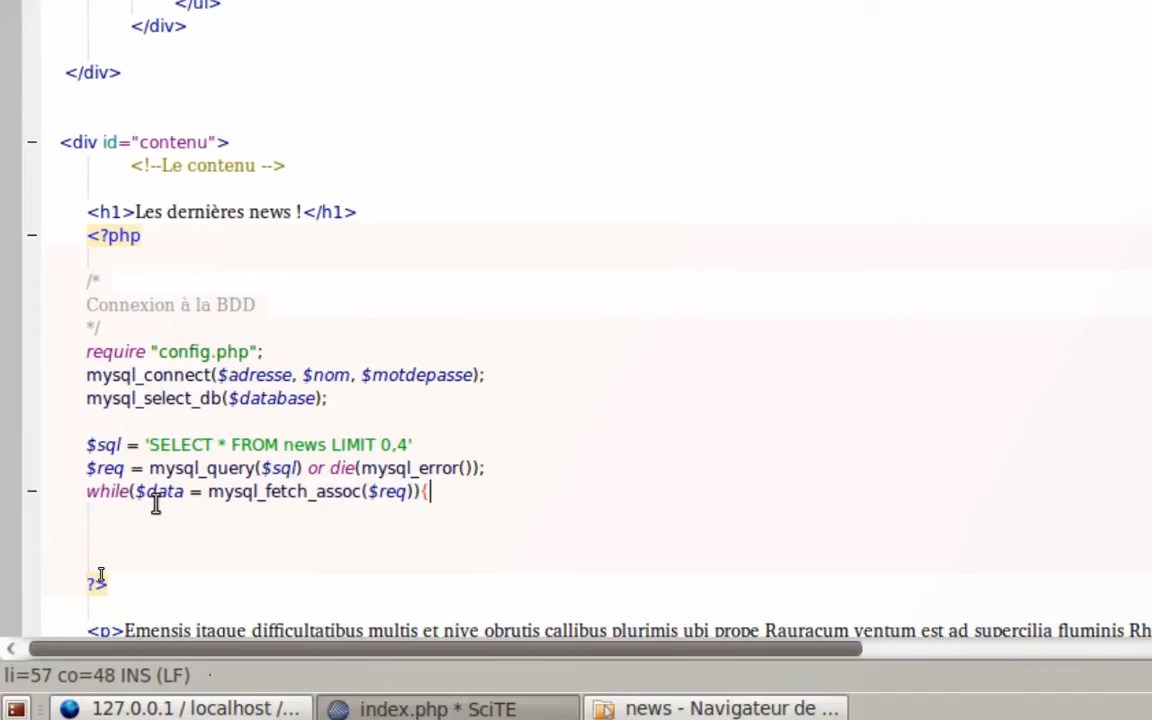 </ul>
</div>
</div>
<div id="contenu">
<!--Le contenu -->
<h1>Les dernières news !</h1>
<?php
/*
Connexion à la BDD
*/
require "config.php";
mysql_connect($adresse, $nom, $motdepasse);
mysql_select_db($database);
$sql = 'SELECT * FROM news LIMIT 0,4'
$req = mysql_query($sql) or die(mysql_error());
while($data = mysql_fetch_assoc($req)){
?>
<p>Emensis itaque difficultatibus multis et nive obrutis callibus plurimis ubi prope Rauracum ventum est ad supercilia fluminis Rh
li=57 co=48 INS (LF)
127.0.0.1 / localhost /...
index.php * SciTE
news - Navigateur de ...